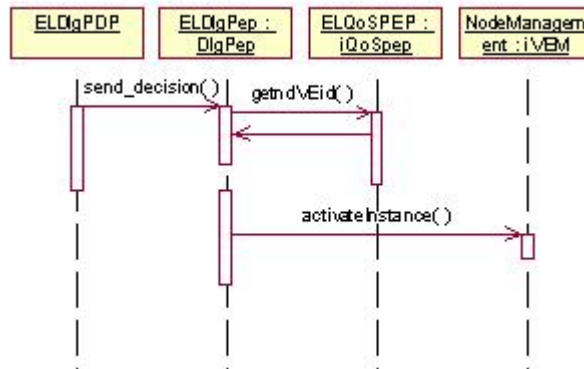 ELDlgPDP
ELDlgPep :
DlgPep
ELQoSPEP :
iQoSpep
NodeManagem
ent : iVEM
send_decision()
getndVEid()
activateInstance()